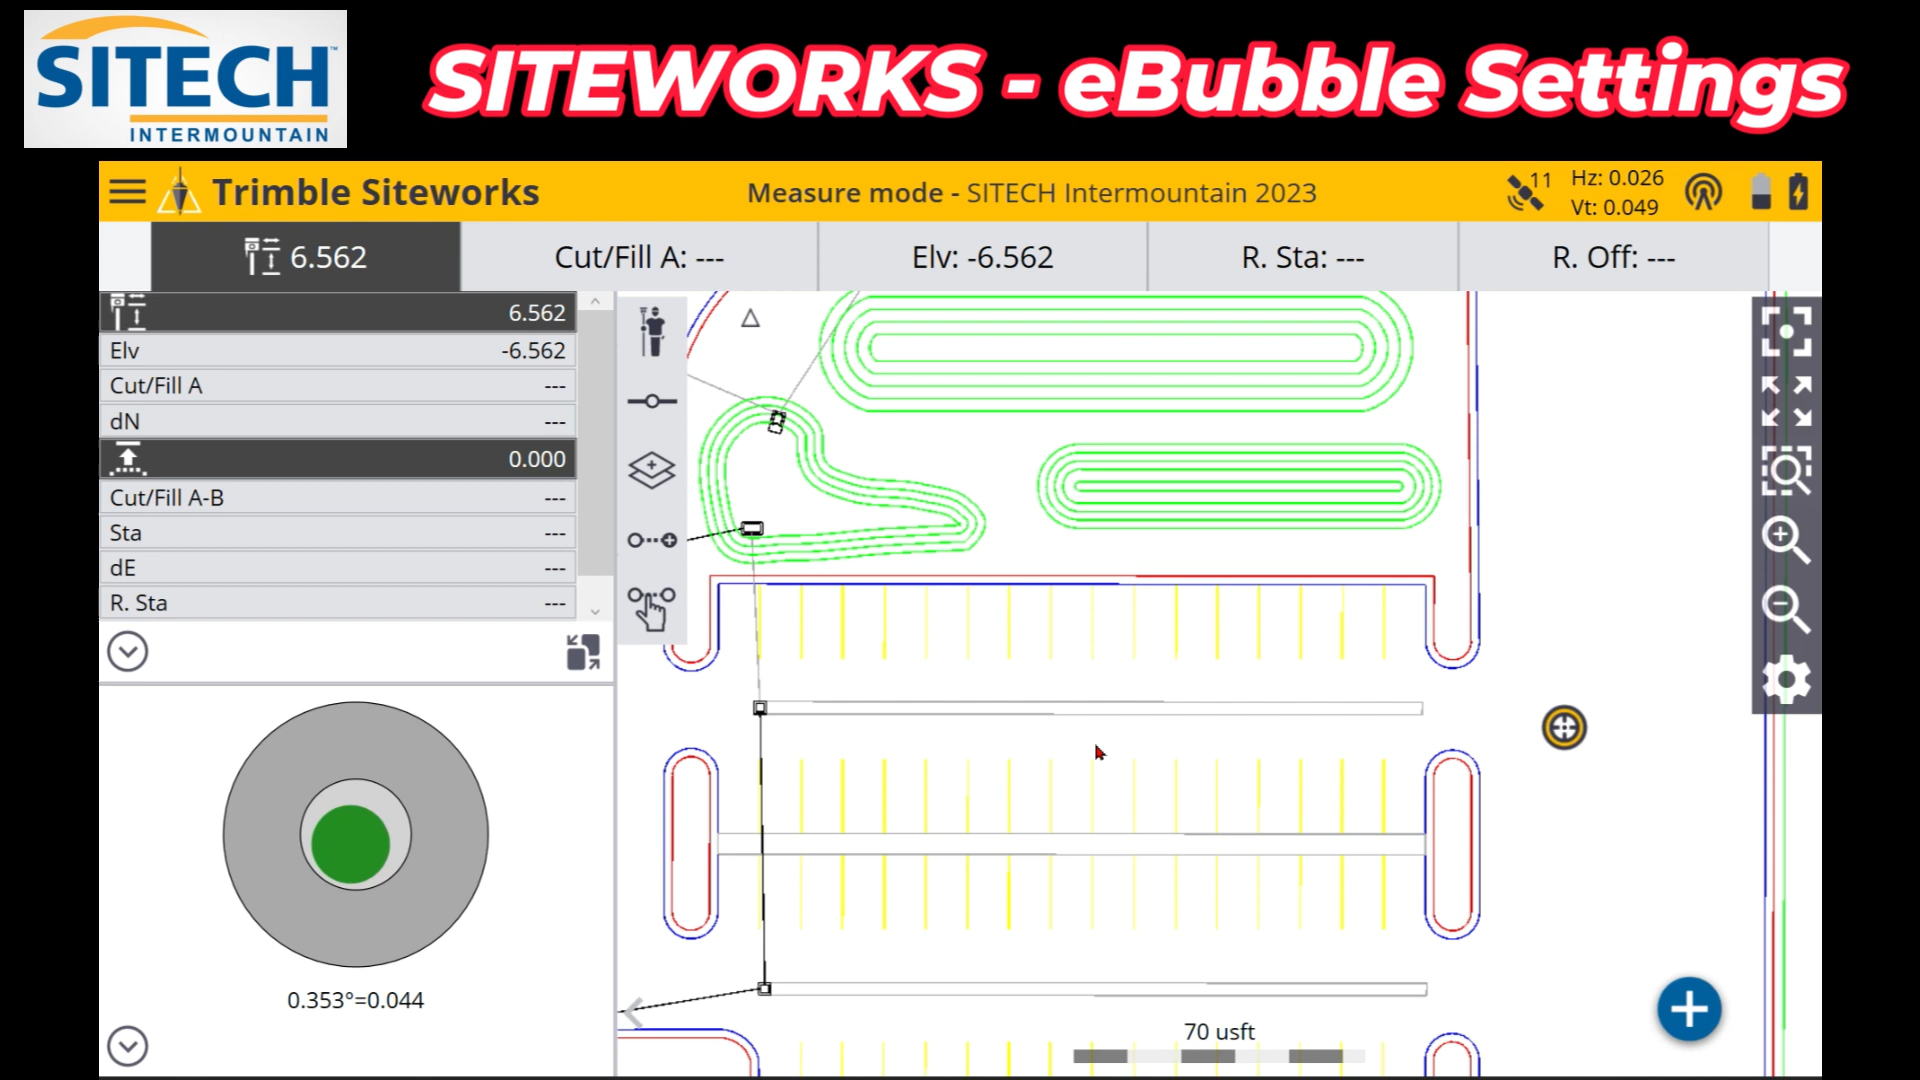 SITECH™
INTERMOUNTAIN
SITEWORKS - eBubble Settings
Trimble Siteworks
Measure mode - SITECH Intermountain 2023
11
Hz: 0.026
Vt: 0.049
6.562
Cut/Fill A: ---
Elv: -6.562
R. Sta: ---
R. Off: ---
6.562
Elv -6.562
Cut/Fill A ---
dN ---
0.000
Cut/Fill A-B ---
Sta ---
dE ---
R. Sta ---
0.353°=0.044
70 usft